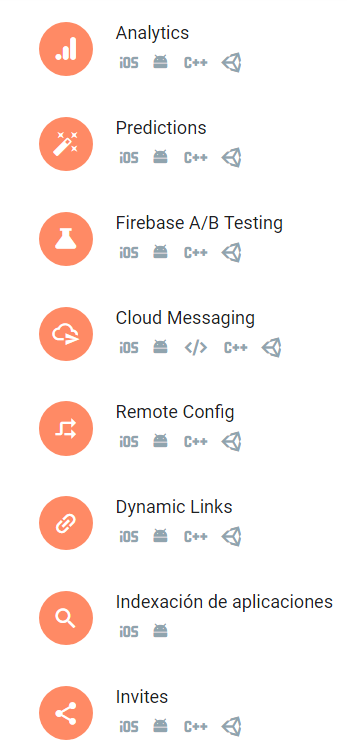 Analytics
iOS C++
Predictions
iOS C++
Firebase A/B Testing
iOS C++
Cloud Messaging
iOS </> C++
Remote Config
iOS C++
Dynamic Links
iOS C++
Indexación de aplicaciones
iOS
Invites
iOS C++